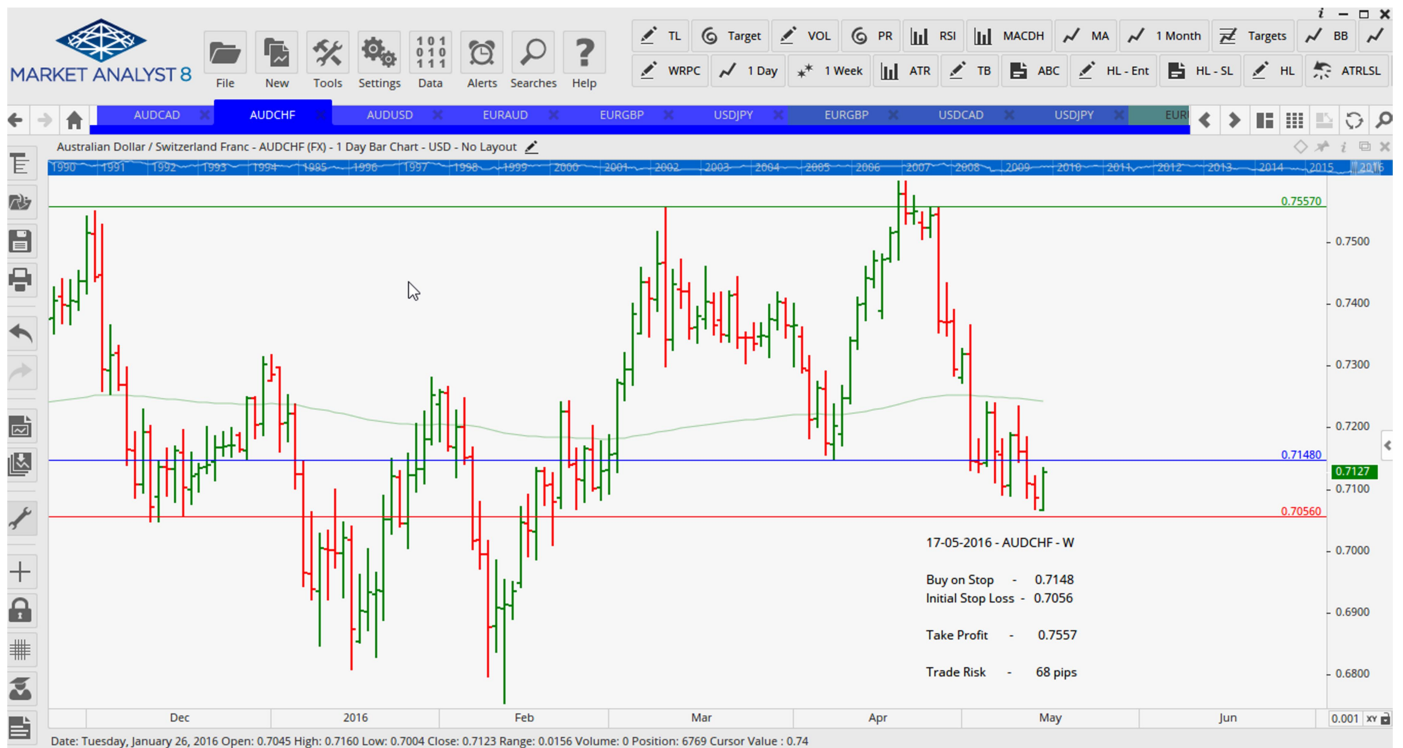 i
TL Target VOL PR RSI MACDH MA 1 Month Targets BB
101
010
111
MARKET ANALYST 8
File New Tools Settings Data Alerts Searches Help
WRPC 1 Day 1 Week ATR TB ABC HL - Ent HL - SL HL ATRLSL
AUDCAD AUDCHF AUDUSD EURAUD EURGBP USDJPY EURGBP USDCAD USDJPY EUR
Australian Dollar / Switzerland Franc - AUDCHF (FX) - 1 Day Bar Chart - USD - No Layout
1990 1991 1992 1993 1994 1995 1996 1997 1998 1999 2000 2001 2002 2003 2004 2005 2006 2007 2008 2009 2010 2011 2012 2013 2014 2015 2016
0.75570
0.7500
0.7400
0.7300
0.7200
0.71480
0.7127
0.7100
0.70560
17-05-2016 - AUDCHF - W
0.7000
Buy on Stop - 0.7148
Initial Stop Loss - 0.7056
0.6900
Take Profit - 0.7557
Trade Risk - 68 pips
0.6800
Dec 2016 Feb Mar Apr May Jun 0.001 XY
Date: Tuesday, January 26, 2016 Open: 0.7045 High: 0.7160 Low: 0.7004 Close: 0.7123 Range: 0.0156 Volume: 0 Position: 6769 Cursor Value : 0.74